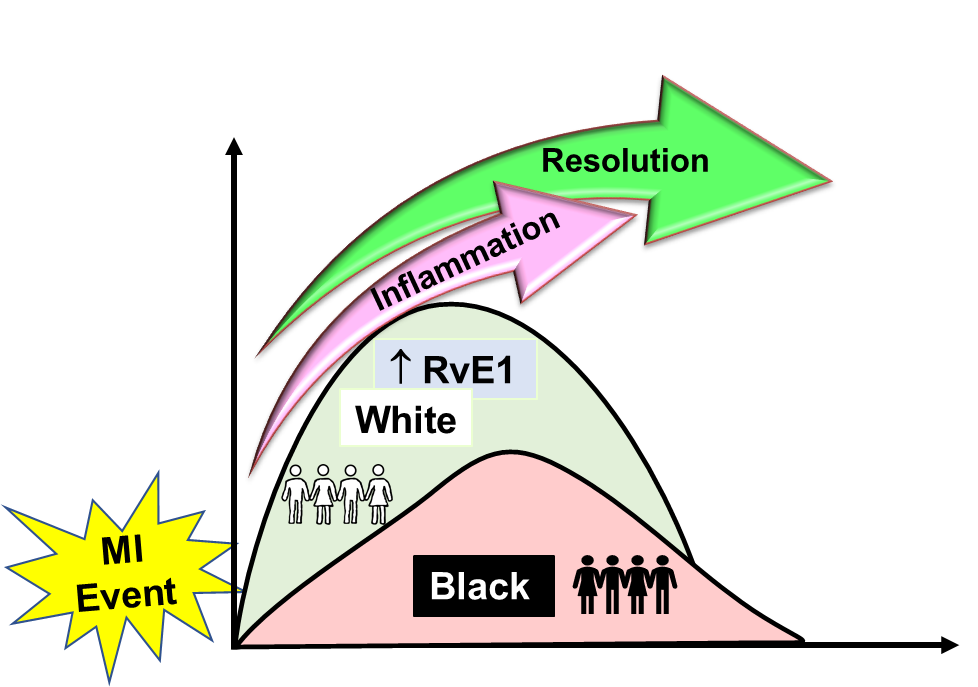 Resolution
Inflammation
↑ RvE1
White
MI
Event
Black